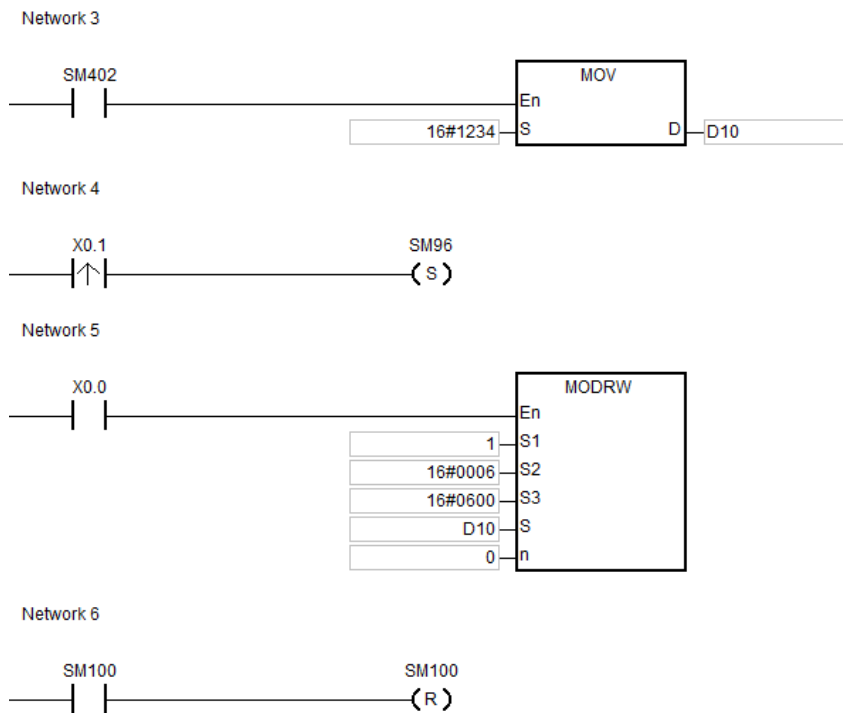 Network 3
SM402
MOV
En
16#1234 S D D10
Network 4
X0.1 SM96
S
Network 5
X0.0
MODRW
En
1 S1
16#0006 S2
16#0600 S3
D10 S
0 n
Network 6
SM100 SM100
R